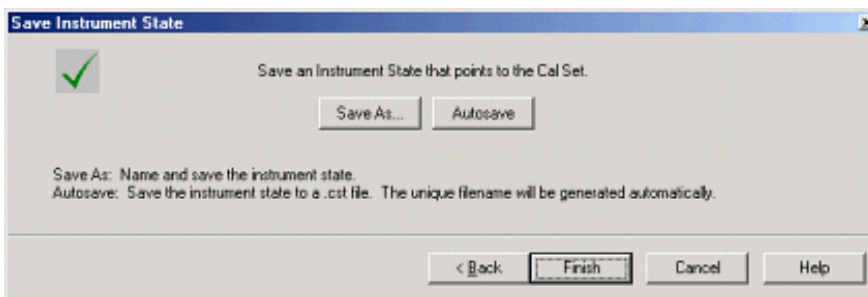 Save Instrument State
Save an Instrument State that points to the Cal Set.
Save As... Autosave
Save As: Name and save the instrument state.
Autosave: Save the instrument state to a .cst file. The unique filename will be generated automatically.
< Back Finish Cancel Help